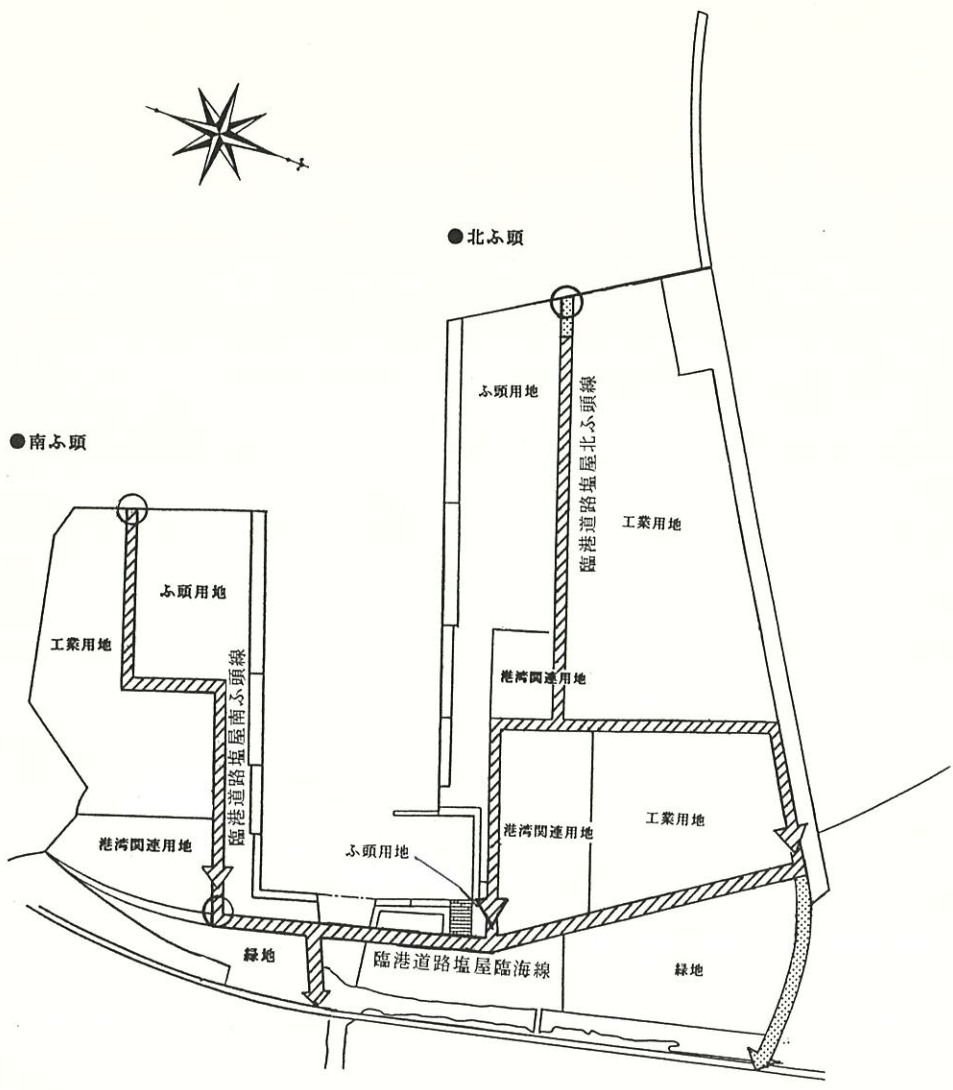 ●北ふ頭
ふ頭用地
臨港道路塩屋北ふ頭線
工業用地
●南ふ頭
ふ頭用地
工業用地
臨港道路塩屋南ふ頭線
港湾関連用地
港湾関連用地
ふ頭用地
港湾関連用地
工業用地
緑地
臨港道路塩屋臨海線
緑地